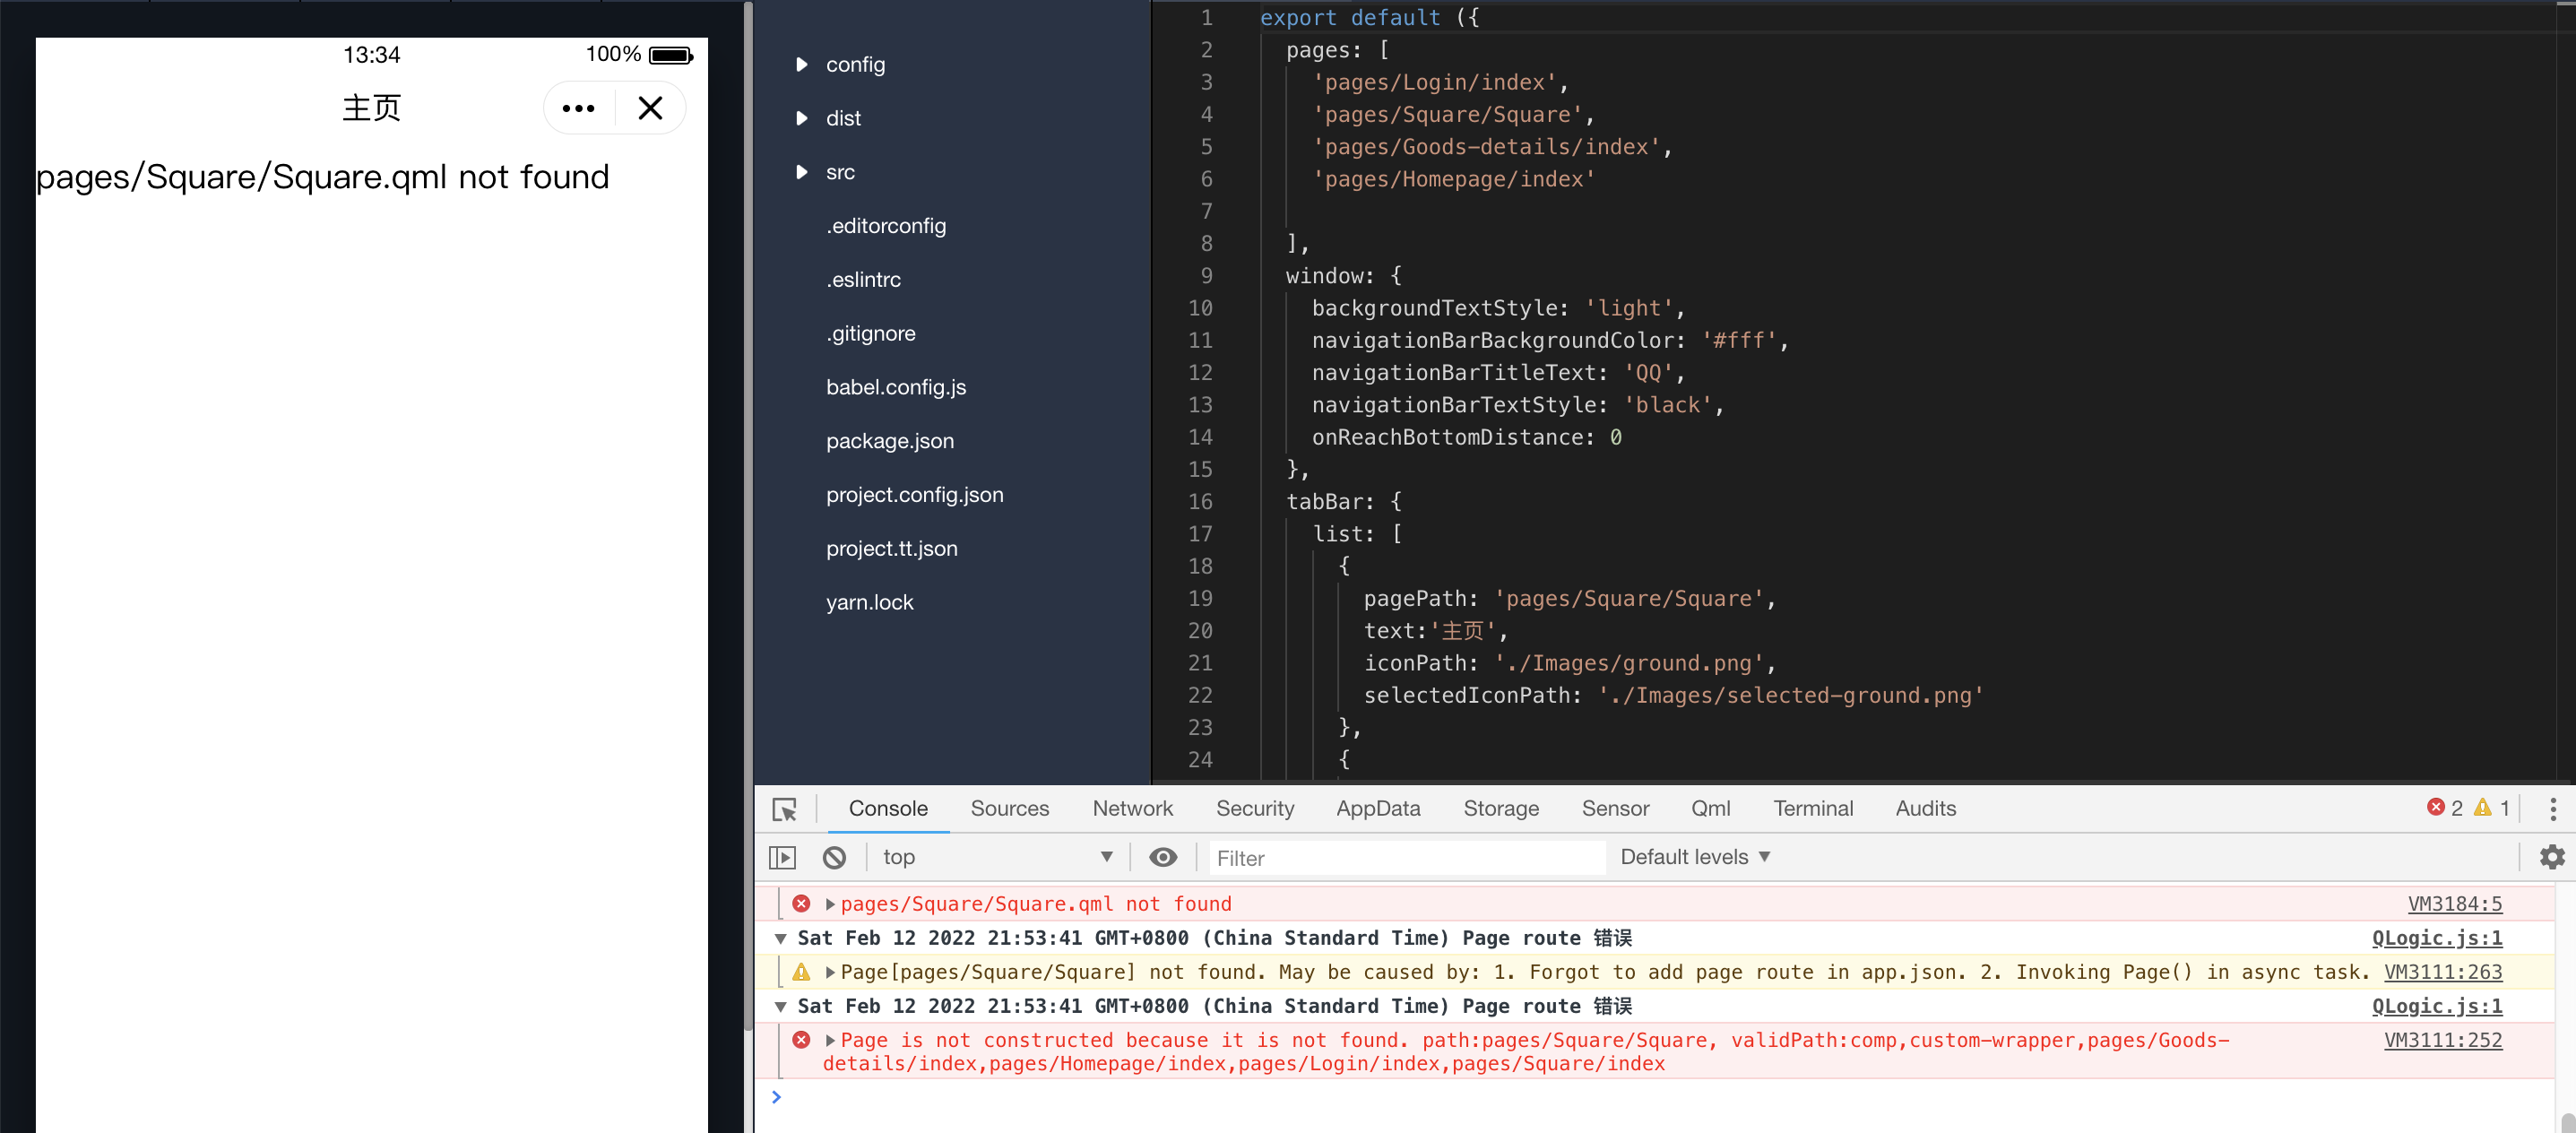 13:34
100%
主页
pages/Square/Square.qml not found
config
dist
src
.editorconfig
.eslintrc
.gitignore
babel.config.js
package.json
project.config.json
project.tt.json
yarn.lock
1 export default ({
2 pages: [
3 'pages/Login/index',
4 'pages/Square/Square',
5 'pages/Goods-details/index',
6 'pages/Homepage/index'
7
8 ],
9 window: {
10 backgroundTextStyle: 'light',
11 navigationBarBackgroundColor: '#fff',
12 navigationBarTitleText: 'QQ',
13 navigationBarTextStyle: 'black',
14 onReachBottomDistance: 0
15 },
16 tabBar: {
17 list: [
18 {
19 pagePath: 'pages/Square/Square',
20 text:'主页',
21 iconPath: './Images/ground.png',
22 selectedIconPath: './Images/selected-ground.png'
23 },
24 {
Console Sources Network Security AppData Storage Sensor Qml Terminal Audits 2 1
top Filter Default levels
pages/Square/Square.qml not found VM3184:5
Sat Feb 12 2022 21:53:41 GMT+0800 (China Standard Time) Page route 错误 QLogic.js:1
Page[pages/Square/Square] not found. May be caused by: 1. Forgot to add page route in app.json. 2. Invoking Page() in async task. VM3111:263
Sat Feb 12 2022 21:53:41 GMT+0800 (China Standard Time) Page route 错误 QLogic.js:1
Page is not constructed because it is not found. path:pages/Square/Square, validPath:comp,custom-wrapper,pages/Goods- VM3111:252
details/index,pages/Homepage/index,pages/Login/index,pages/Square/index